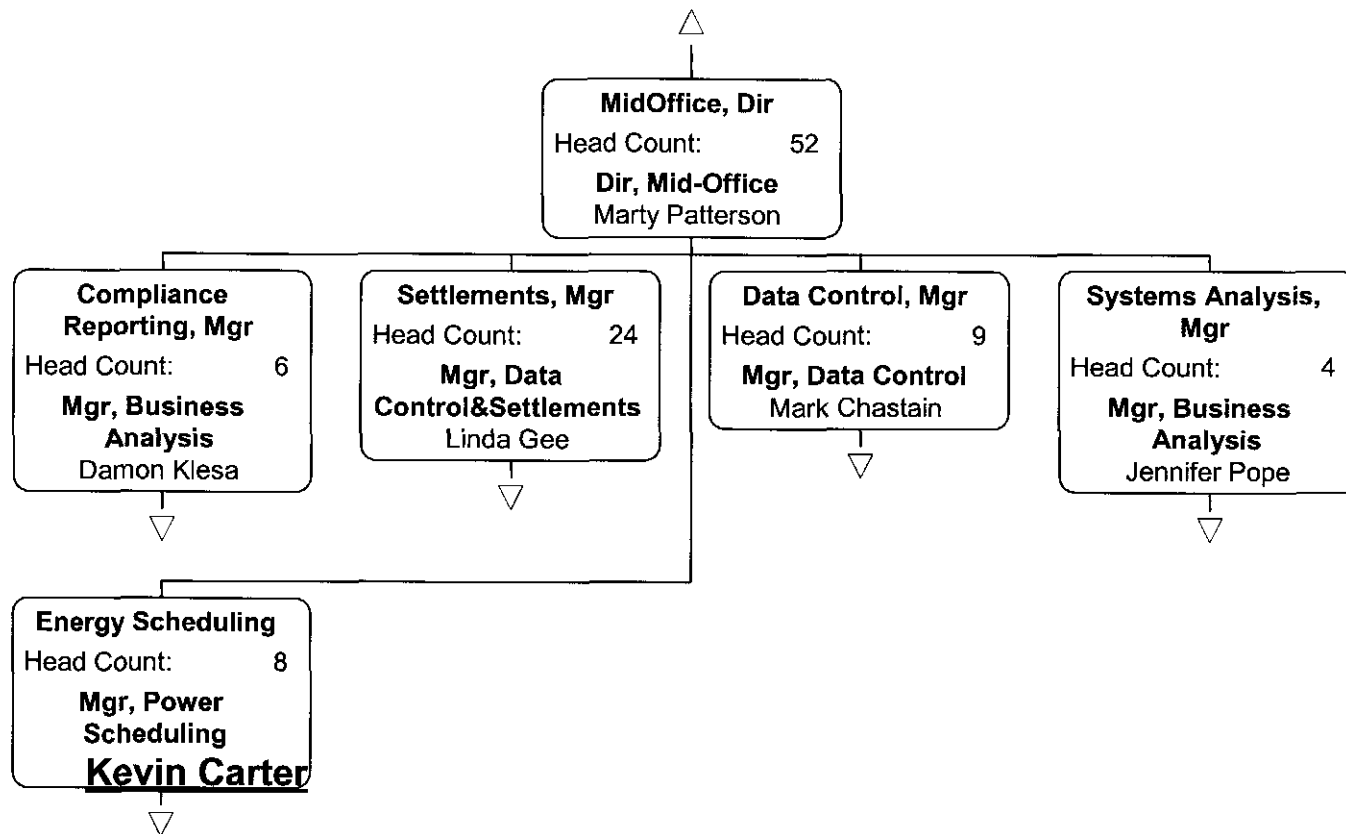 MidOffice, Dir
Head Count: 52
Dir, Mid-Office
Marty Patterson
Compliance
Reporting, Mgr
Head Count: 6
Mgr, Business
Analysis
Damon Klesa
Settlements, Mgr
Head Count: 24
Mgr, Data
Control&Settlements
Linda Gee
Data Control, Mgr
Head Count: 9
Mgr, Data Control
Mark Chastain
Systems Analysis,
Mgr
Head Count: 4
Mgr, Business
Analysis
Jennifer Pope
Energy Scheduling
Head Count: 8
Mgr, Power
Scheduling
Kevin Carter